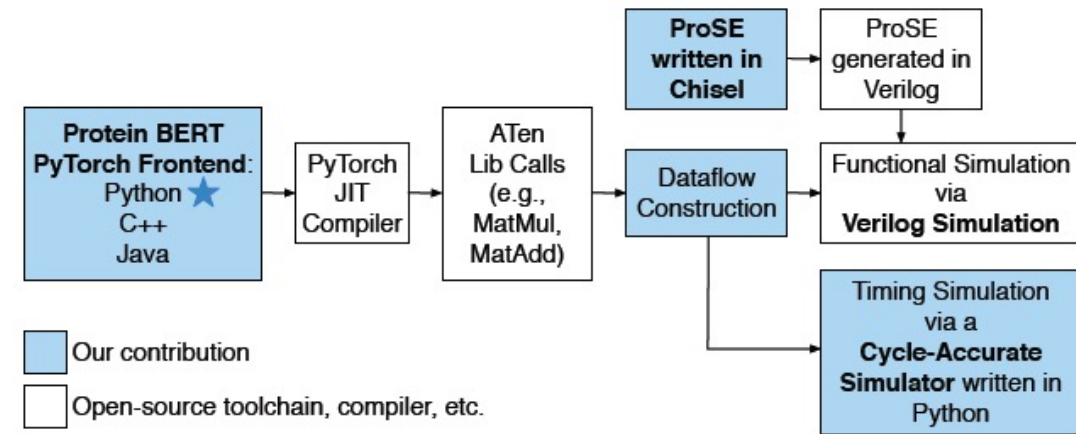 ProSE
written in
Chisel
ProSE
generated in
Verilog
Protein BERT
PyTorch Frontend:
Python
C++
Java
PyTorch
JIT
Compiler
ATen
Lib Calls
(e.g.,
MatMul,
MatAdd)
Dataflow
Construction
Functional Simulation
via
Verilog Simulation
Timing Simulation
via a
Cycle-Accurate
Simulator written in
Python
Our contribution
Open-source toolchain, compiler, etc.